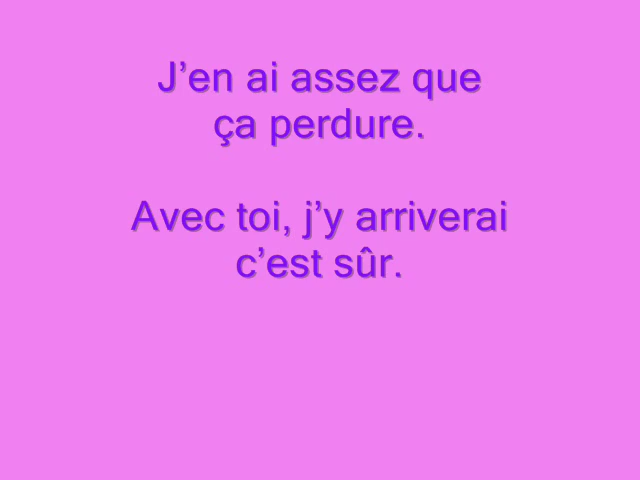 J’en ai assez que
ça perdure.
Avec toi, j’y arriverai
c’est sûr.